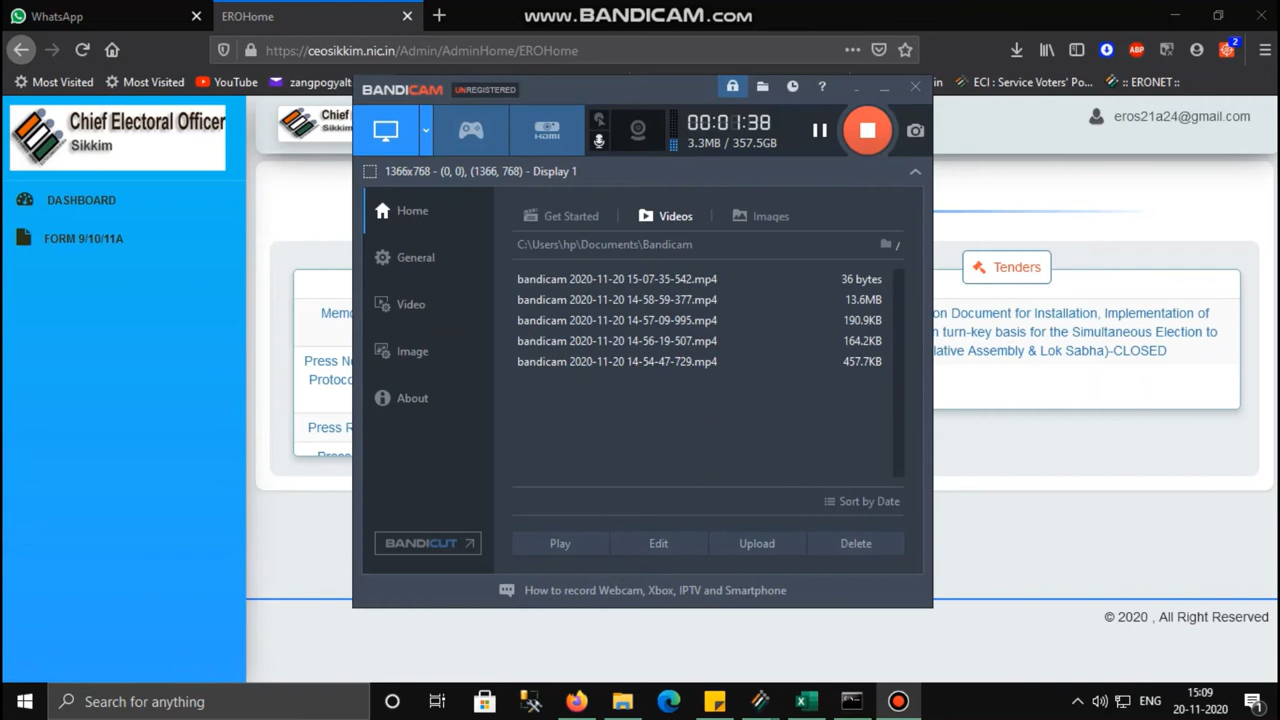 WhatsApp
EROHome
www.BANDICAM.com
https://ceosikkim.nic.in/Admin/AdminHome/EROHome
ABP
2
Most Visited
Most Visited
YouTube
zangpogyalt
in
ECI : Service Voters' Po...
:: ERONET ::
Chief Electoral Officer
Sikkim
Chief
Sikkim
eros21a24@gmail.com
DASHBOARD
FORM 9/10/11A
BANDICAM
UNREGISTERED
?
HDMI
00:01:38
3.3MB / 357.5GB
1366x768 - (0, 0), (1366, 768) - Display 1
Home
General
Video
Image
About
BANDICUT
Get Started
Videos
Images
C:\Users\hp\Documents\Bandicam
/
bandicam 2020-11-20 15-07-35-542.mp4 36 bytes
bandicam 2020-11-20 14-58-59-377.mp4 13.6MB
bandicam 2020-11-20 14-57-09-995.mp4 190.9KB
bandicam 2020-11-20 14-56-19-507.mp4 164.2KB
bandicam 2020-11-20 14-54-47-729.mp4 457.7KB
Sort by Date
Play
Edit
Upload
Delete
How to record Webcam, Xbox, IPTV and Smartphone
Memo
Press No
Protoco
Press R
Tenders
on Document for Installation, Implementation of
n turn-key basis for the Simultaneous Election to
lative Assembly & Lok Sabha)-CLOSED
© 2020 , All Right Reserved
Search for anything
ENG
15:09
20-11-2020
1